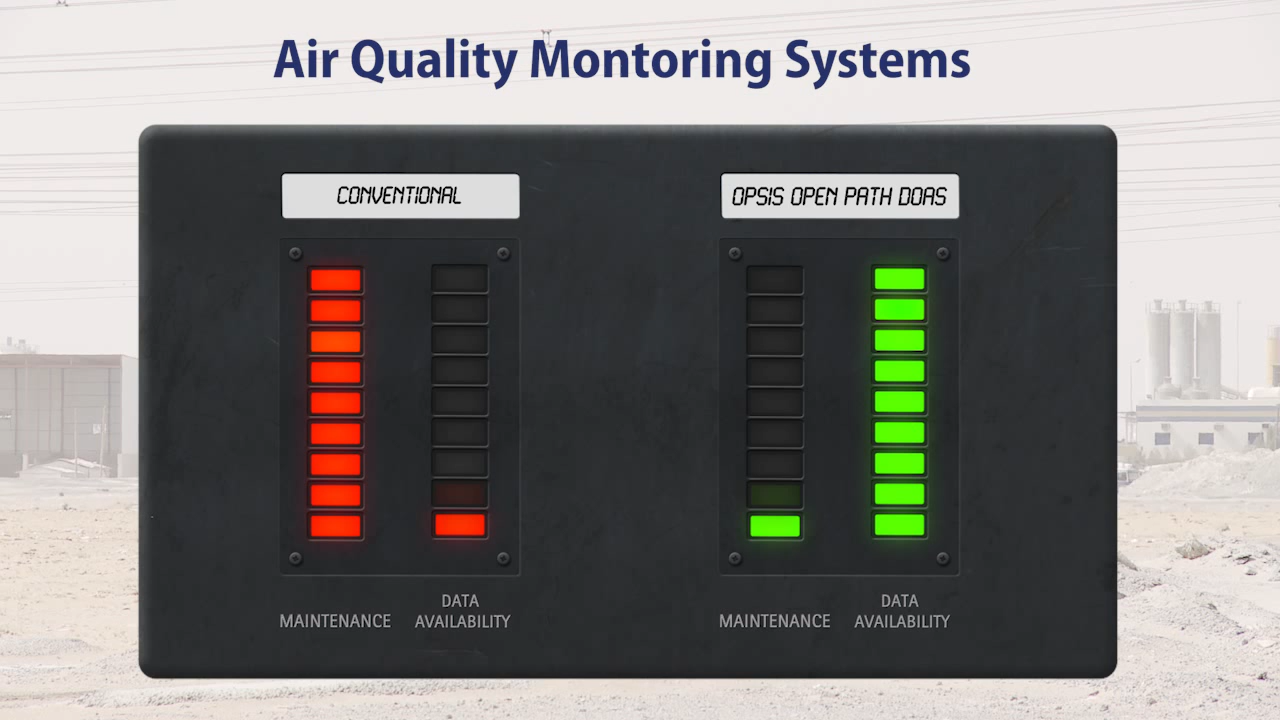 Air Quality Montoring Systems
CONVENTIONAL
OPSIS OPEN PATH DOAS
MAINTENANCE
DATA
AVAILABILITY
MAINTENANCE
DATA
AVAILABILITY